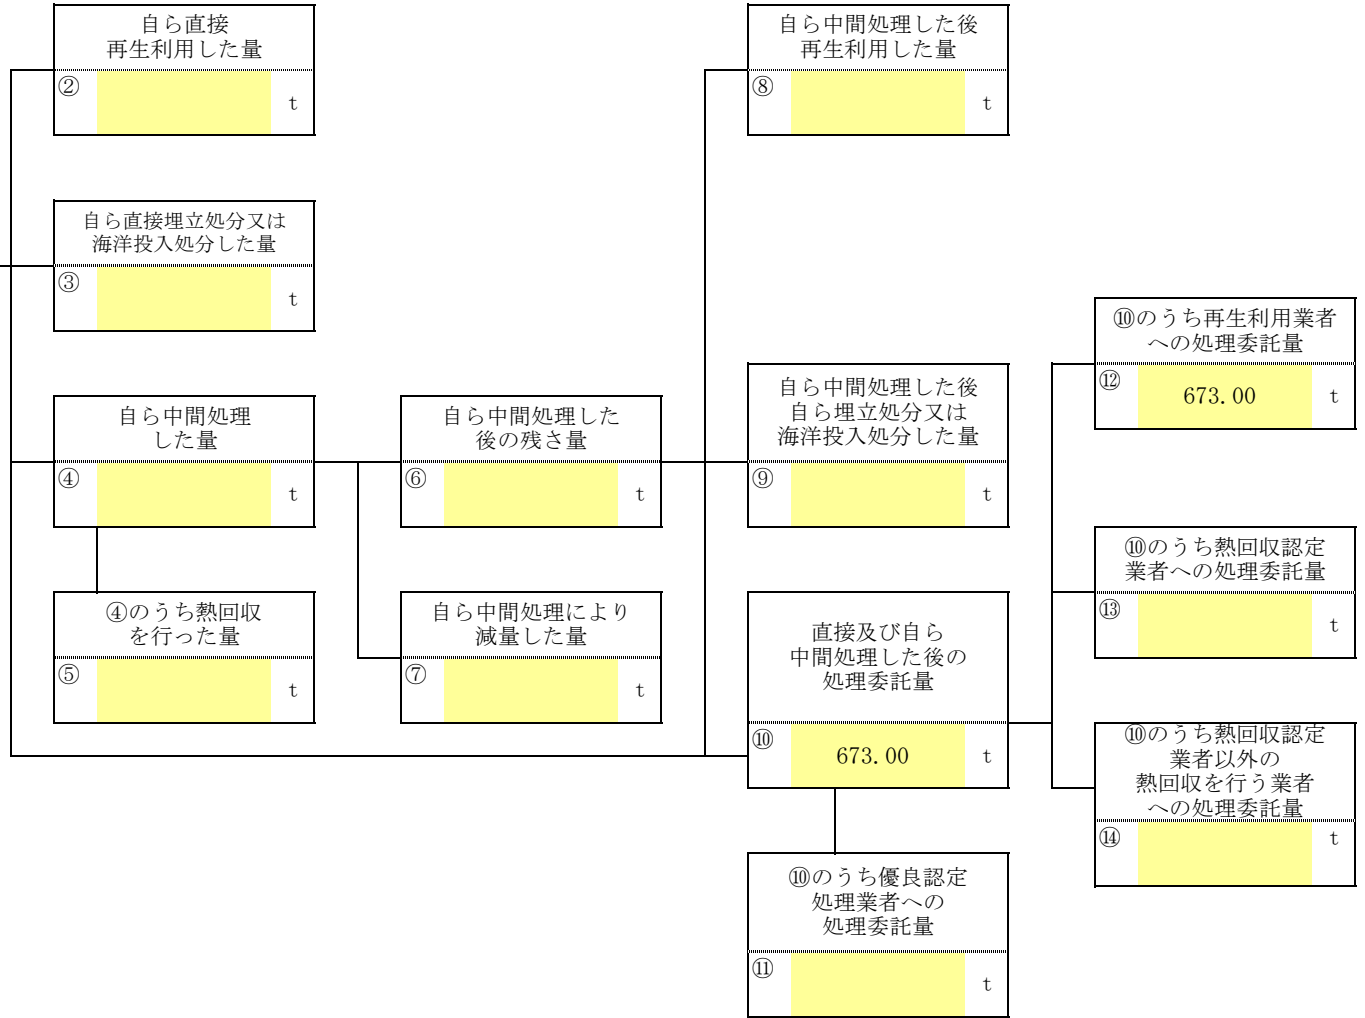 自ら直接
再生利用した量
②
t
自ら中間処理した後
再生利用した量
⑧
t
自ら直接埋立処分又は
海洋投入処分した量
③
t
⑩のうち再生利用業者
への処理委託量
⑫
673.00
t
自ら中間処理
した量
④
t
自ら中間処理した
後の残さ量
⑥
t
自ら中間処理した後
自ら埋立処分又は
海洋投入処分した量
⑨
t
⑩のうち熱回収認定
業者への処理委託量
⑬
t
④のうち熱回収
を行った量
⑤
t
自ら中間処理により
減量した量
⑦
t
直接及び自ら
中間処理した後の
処理委託量
⑩
673.00
t
⑩のうち熱回収認定
業者以外の
熱回収を行う業者
への処理委託量
⑭
t
⑩のうち優良認定
処理業者への
処理委託量
⑪
t